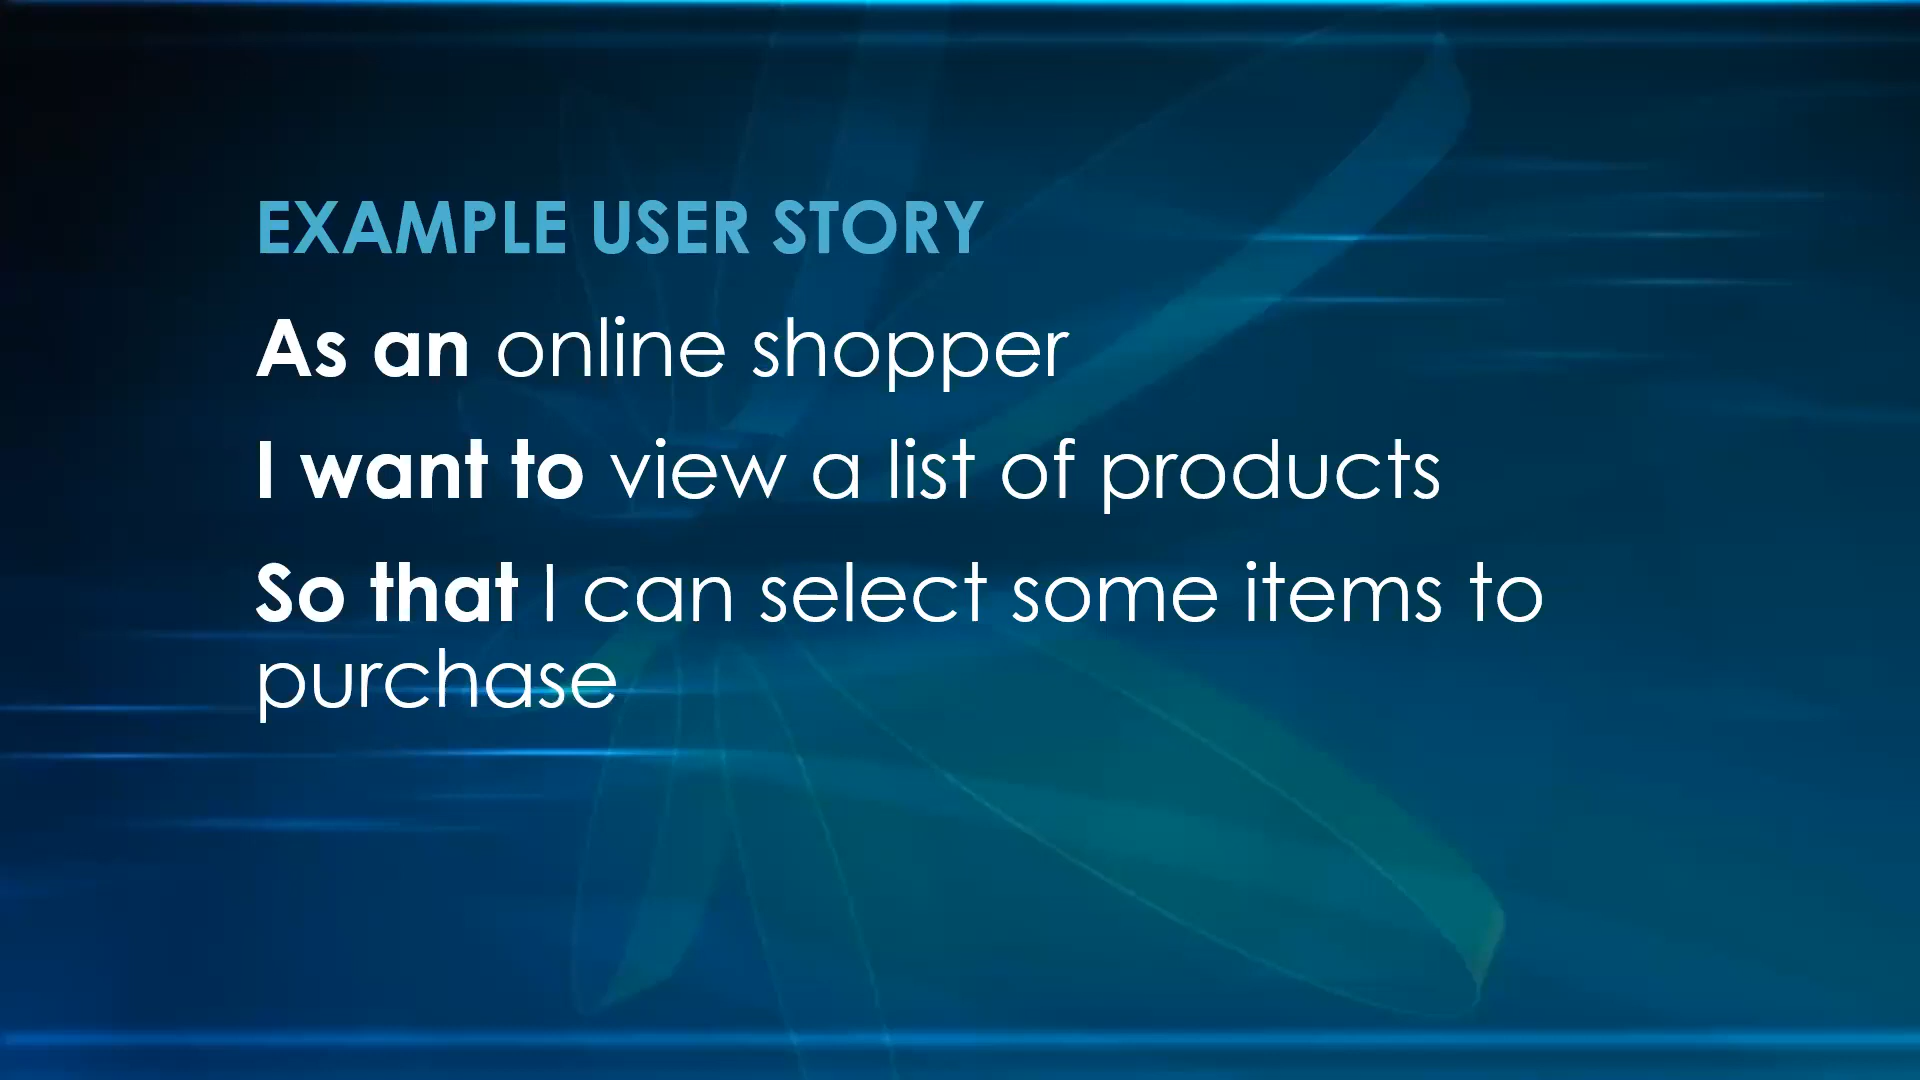 EXAMPLE USER STORY
As an online shopper
I want to view a list of products
So that I can select some items to
purchase